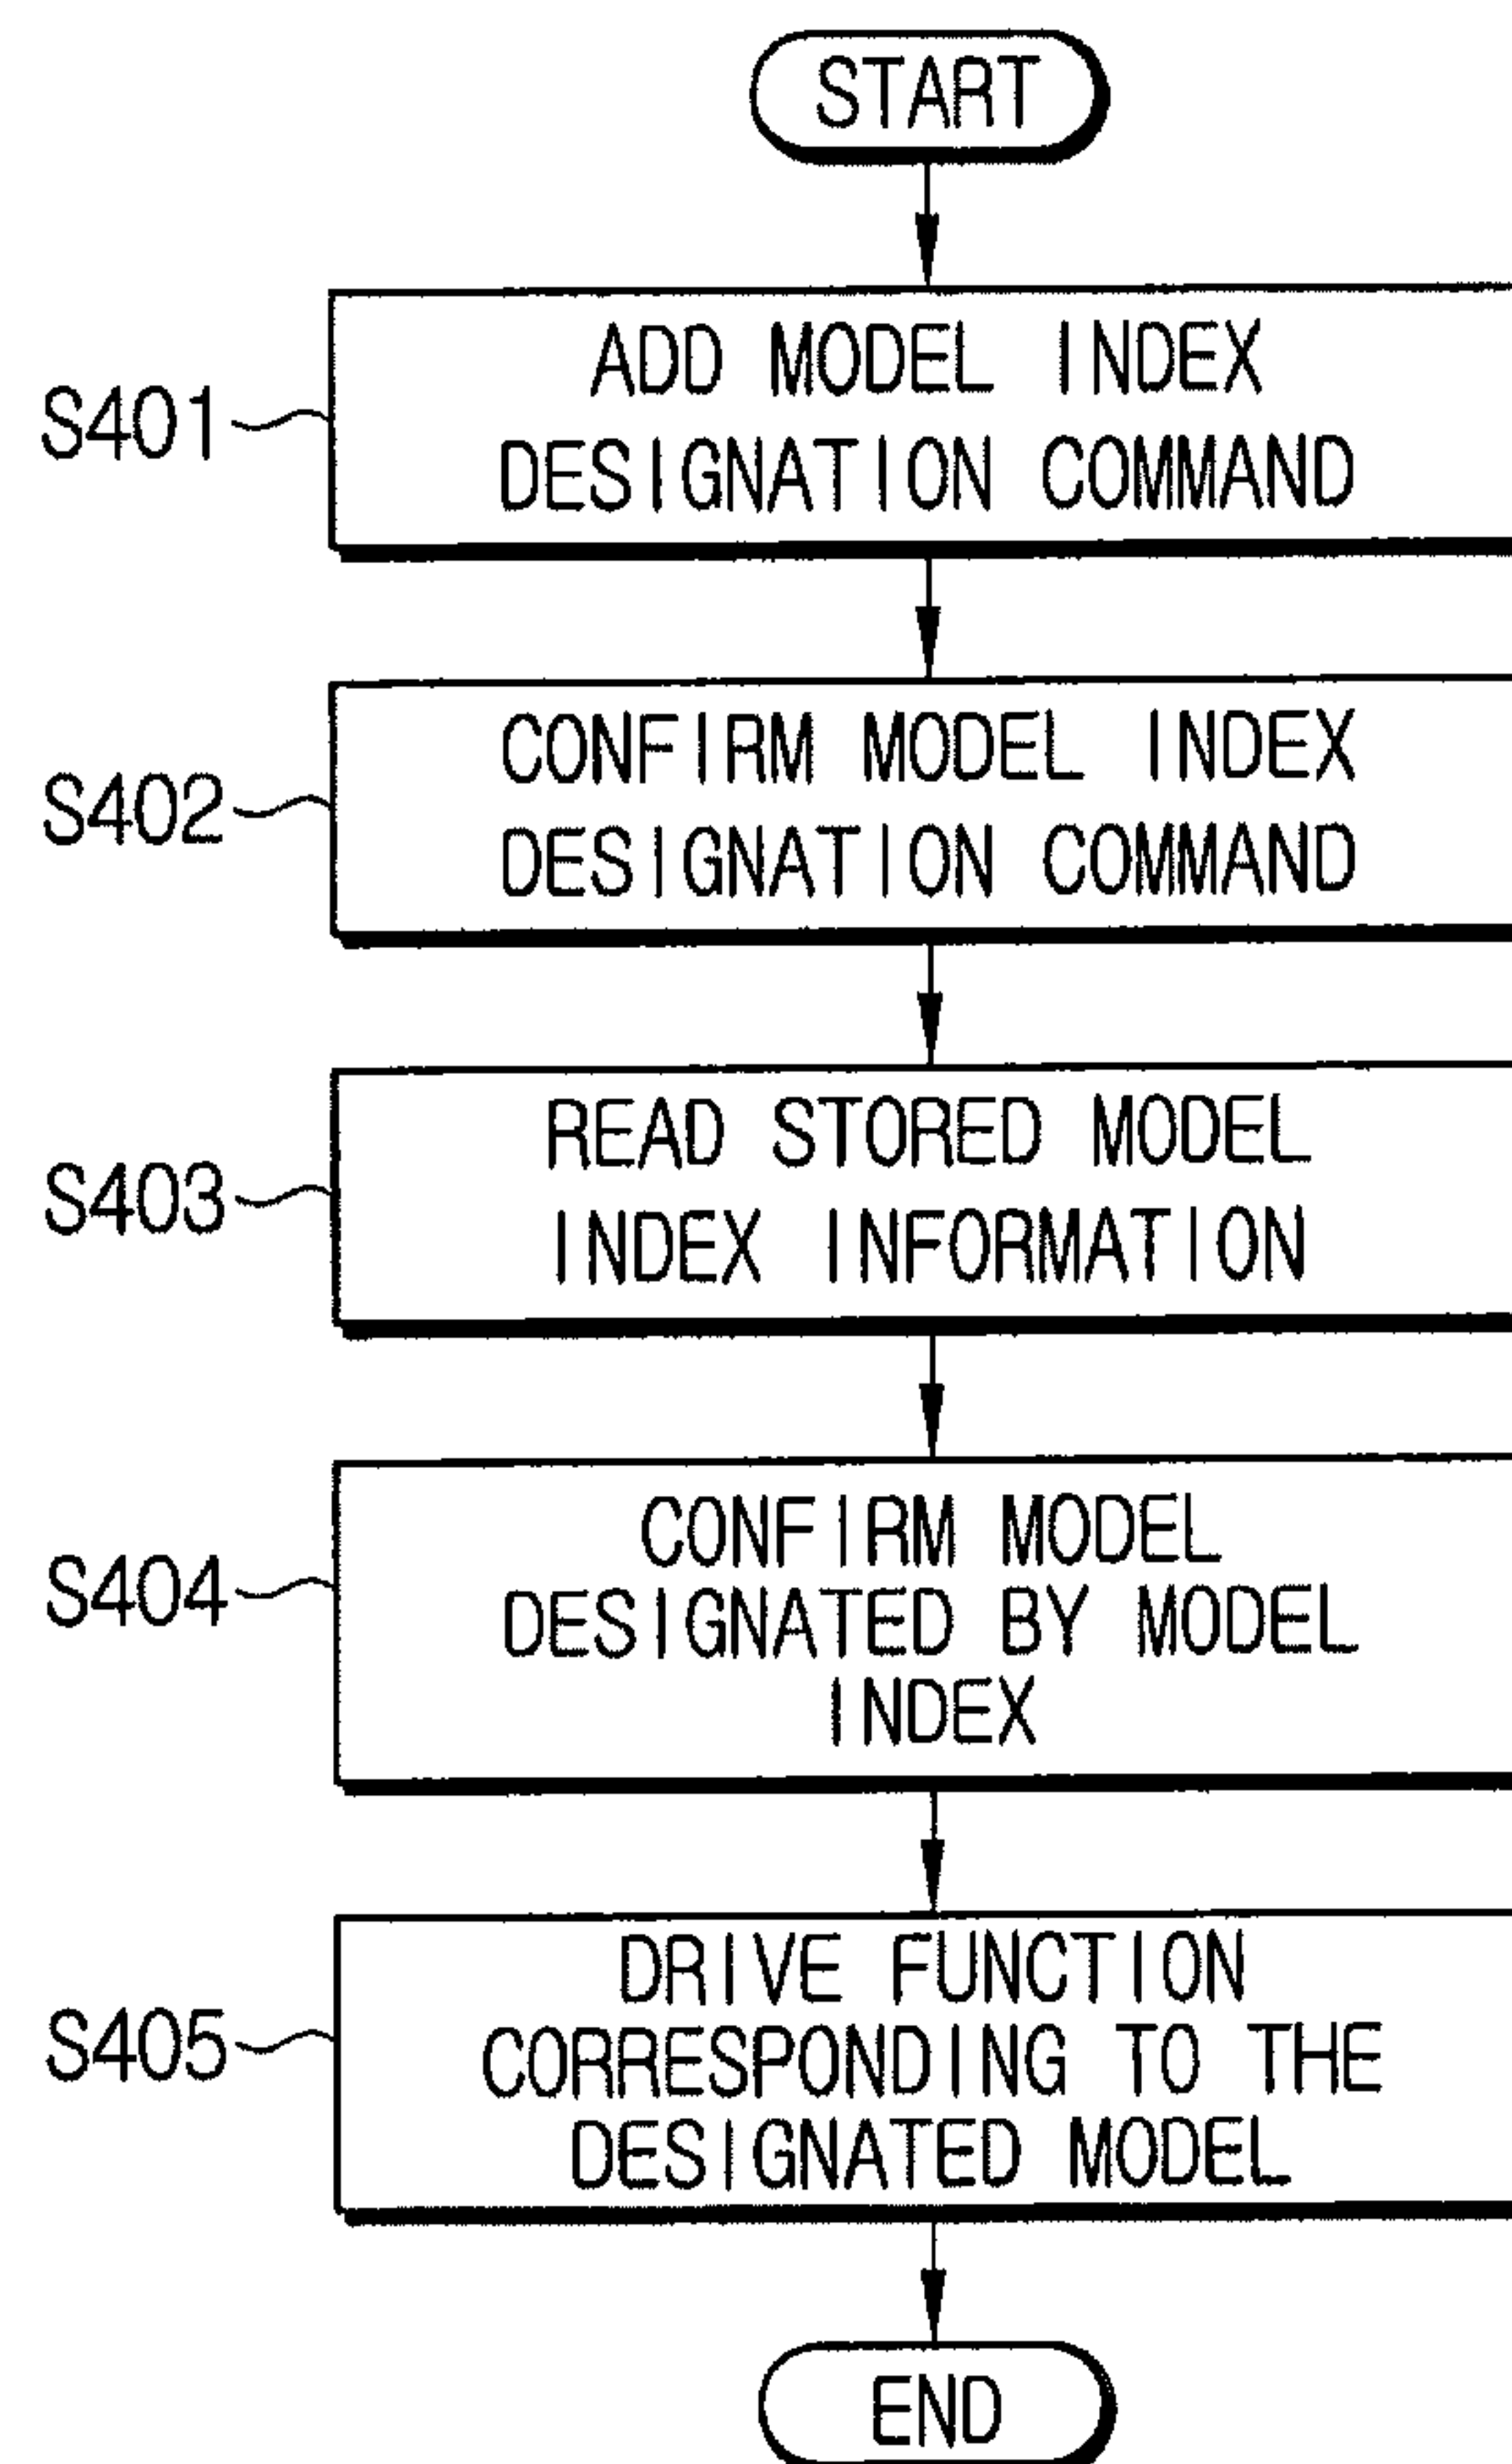 START
S401
ADD MODEL INDEX
DESIGNATION COMMAND
S402
CONFIRM MODEL INDEX
DESIGNATION COMMAND
S403
READ STORED MODEL
INDEX INFORMATION
S404
CONFIRM MODEL
DESIGNATED BY MODEL
INDEX
S405
DRIVE FUNCTION
CORRESPONDING TO THE
DESIGNATED MODEL
END